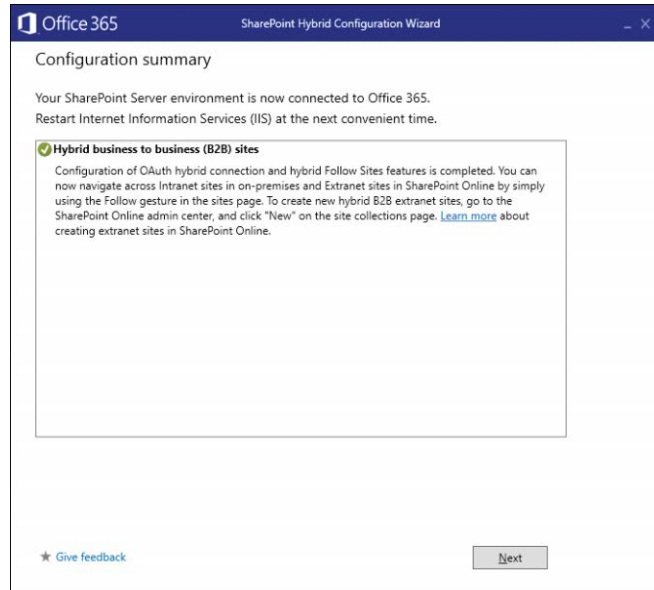 Office 365
SharePoint Hybrid Configuration Wizard
Configuration summary
Your SharePoint Server environment is now connected to Office 365.
Restart Internet Information Services (IIS) at the next convenient time.
Hybrid business to business (B2B) sites
Configuration of OAuth hybrid connection and hybrid Follow Sites features is completed. You can
now navigate across Intranet sites in on-premises and Extranet sites in SharePoint Online by simply
using the Follow gesture in the sites page. To create new hybrid B2B extranet sites, go to the
SharePoint Online admin center, and click "New" on the site collections page. Learn more about
creating extranet sites in SharePoint Online.
Give feedback
Next